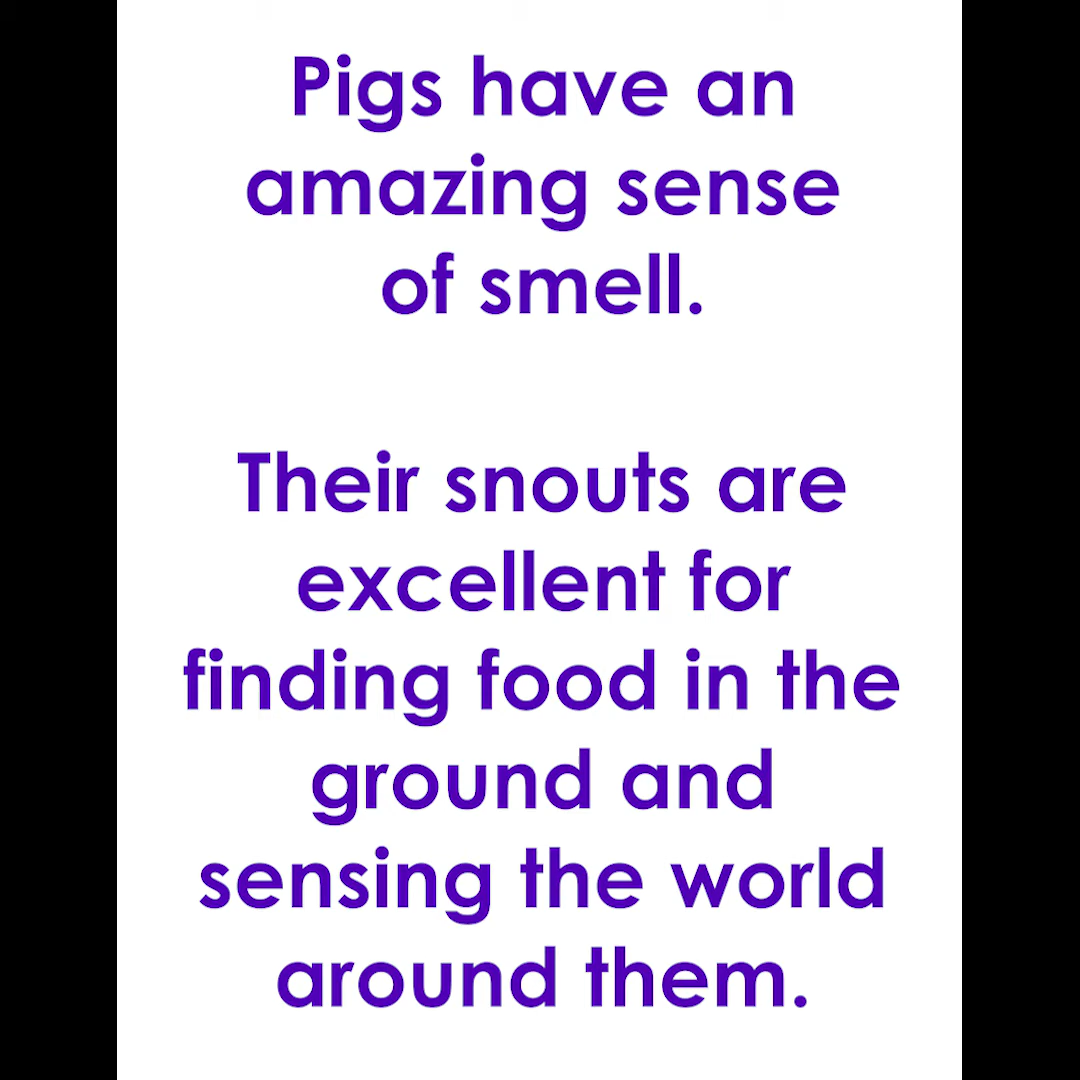 Pigs have an
amazing sense
of smell.
Their snouts are
excellent for
finding food in the
ground and
sensing the world
around them.